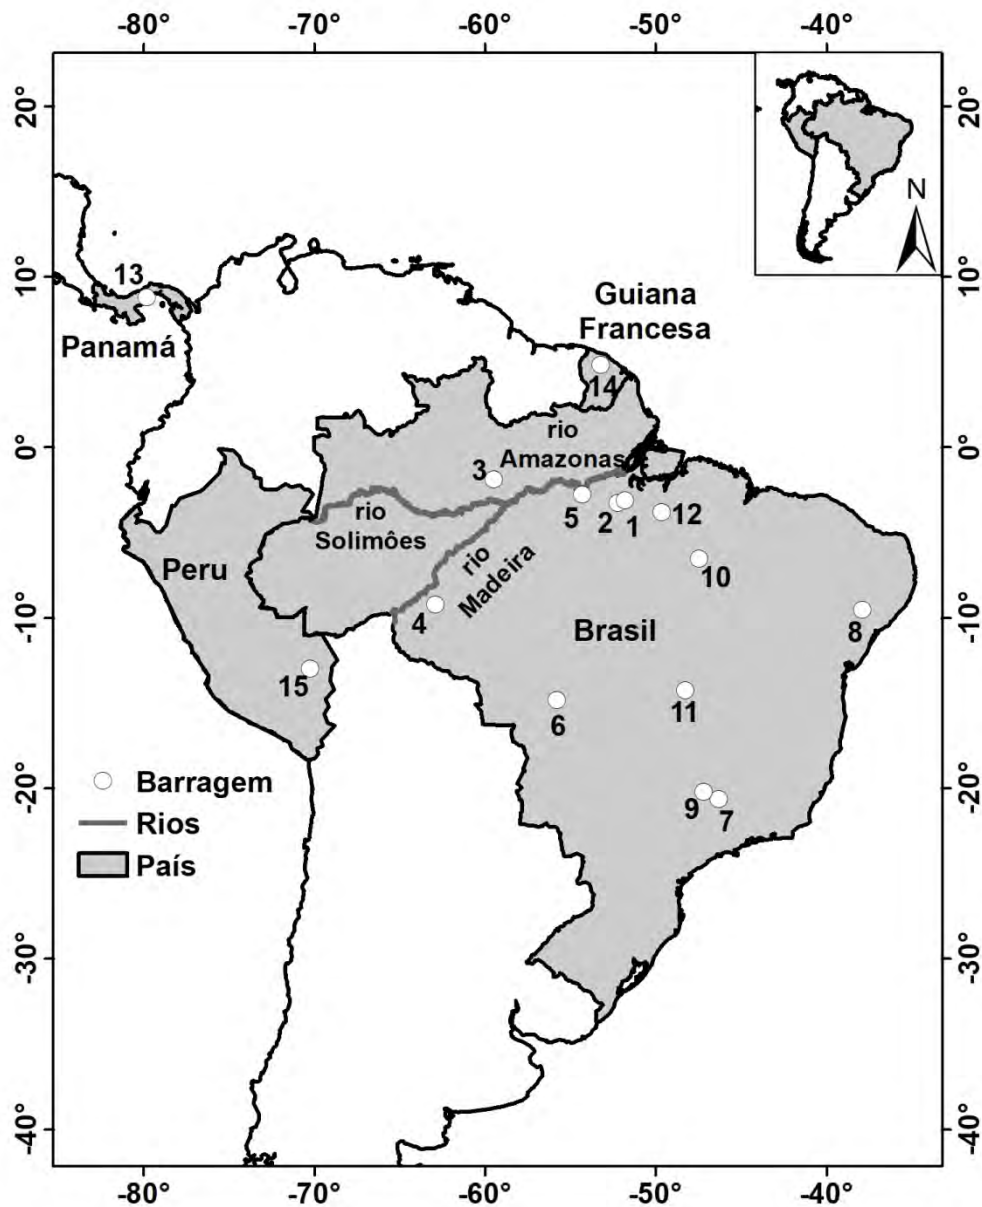 -80° -70° -60° -50° -40°
20° 20°
N
10° 10°
13
Guiana
Francesa
Panamá
14
rio
Amazonas
0° 0°
3
rio
Solimôes
5 2 1 12
Peru
rio
Madeira
10
Brasil
-10° -10°
4
8
15
6 11
Barragem
-20° -20°
9 7
Rios
País
-30° -30°
-40° -40°
-80° -70° -60° -50° -40°